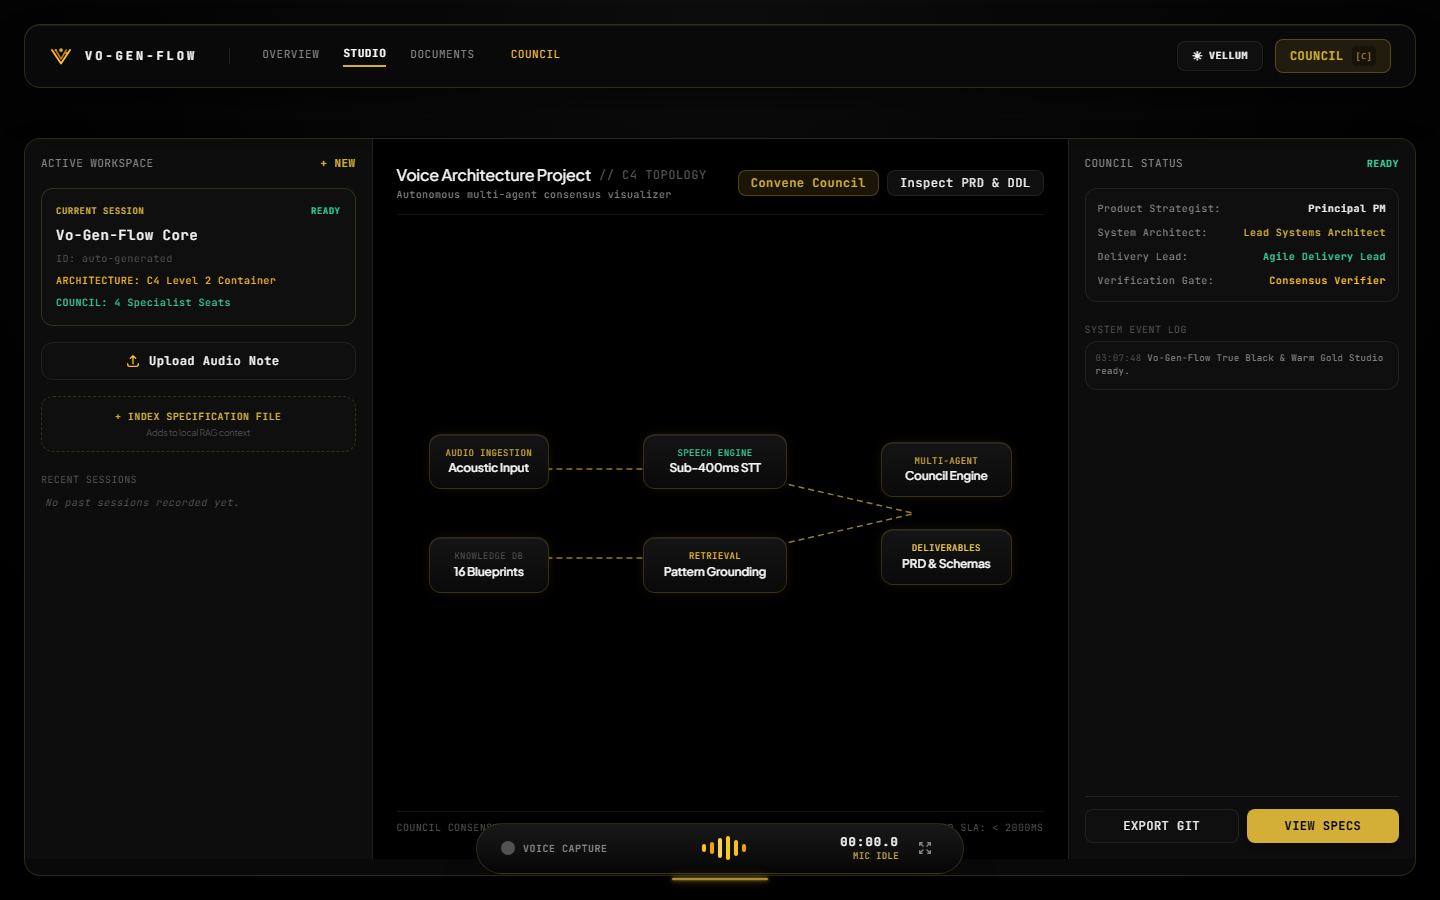 VO-GEN-FLOW
OVERVIEW
STUDIO
DOCUMENTS
COUNCIL
VELLUM
COUNCIL [C]
ACTIVE WORKSPACE
+ NEW
CURRENT SESSION
READY
Vo-Gen-Flow Core
ID: auto-generated
ARCHITECTURE: C4 Level 2 Container
COUNCIL: 4 Specialist Seats
Upload Audio Note
+ INDEX SPECIFICATION FILE
Adds to local RAG context
RECENT SESSIONS
No past sessions recorded yet.
Voice Architecture Project // C4 TOPOLOGY
Autonomous multi-agent consensus visualizer
Convene Council
Inspect PRD & DDL
AUDIO INGESTION
Acoustic Input
SPEECH ENGINE
Sub-400ms STT
MULTI-AGENT
Council Engine
KNOWLEDGE DB
16 Blueprints
RETRIEVAL
Pattern Grounding
DELIVERABLES
PRD & Schemas
COUNCIL CONSENS
SLA: < 2000MS
VOICE CAPTURE
00:00.0
MIC IDLE
COUNCIL STATUS
READY
Product Strategist: Principal PM
System Architect: Lead Systems Architect
Delivery Lead: Agile Delivery Lead
Verification Gate: Consensus Verifier
SYSTEM EVENT LOG
03:07:48 Vo-Gen-Flow True Black & Warm Gold Studio
ready.
EXPORT GIT
VIEW SPECS